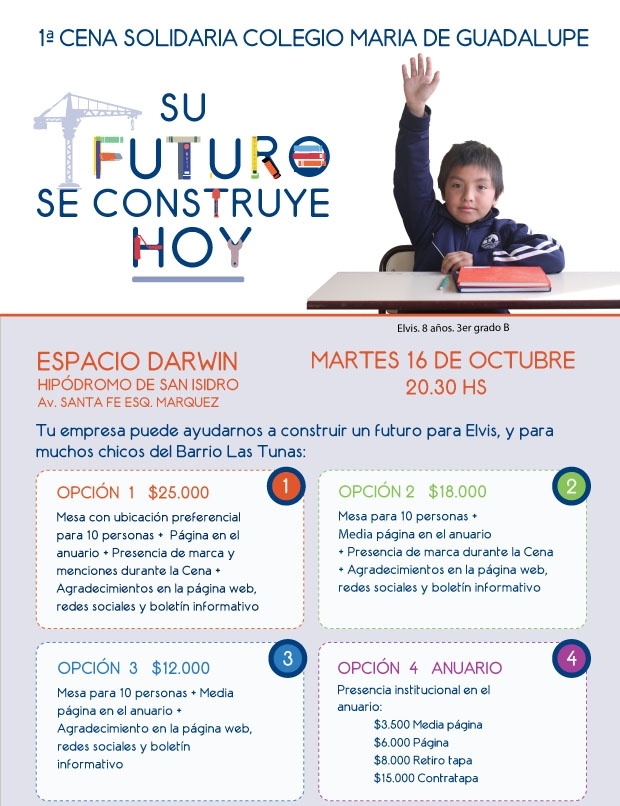 1ª CENA SOLIDARIA COLEGIO MARIA DE GUADALUPE
SU
FUTURO
SE CONSTRUYE
HOY
Elvis. 8 años. 3er grado B
ESPACIO DARWIN
HIPÓDROMO DE SAN ISIDRO
Av. SANTA FE ESQ. MARQUEZ
MARTES 16 DE OCTUBRE
20.30 HS
Tu empresa puede ayudarnos a construir un futuro para Elvis, y para
muchos chicos del Barrio Las Tunas:
1
OPCIÓN 1 $25.000
Mesa con ubicación preferencial
para 10 personas + Página en el
anuario + Presencia de marca y
menciones durante la Cena +
Agradecimientos en la página web,
redes sociales y boletín informativo
2
OPCIÓN 2 $18.000
Mesa para 10 personas +
Media página en el anuario
+ Presencia de marca durante la Cena
+ Agradecimientos en la página web,
redes sociales y boletín informativo
3
OPCIÓN 3 $12.000
Mesa para 10 personas + Media
página en el anuario +
Agradecimiento en la página web,
redes sociales y boletín
informativo
4
OPCIÓN 4 ANUARIO
Presencia institucional en el
anuario:
$3.500 Media página
$6.000 Página
$8.000 Retiro tapa
$15.000 Contratapa